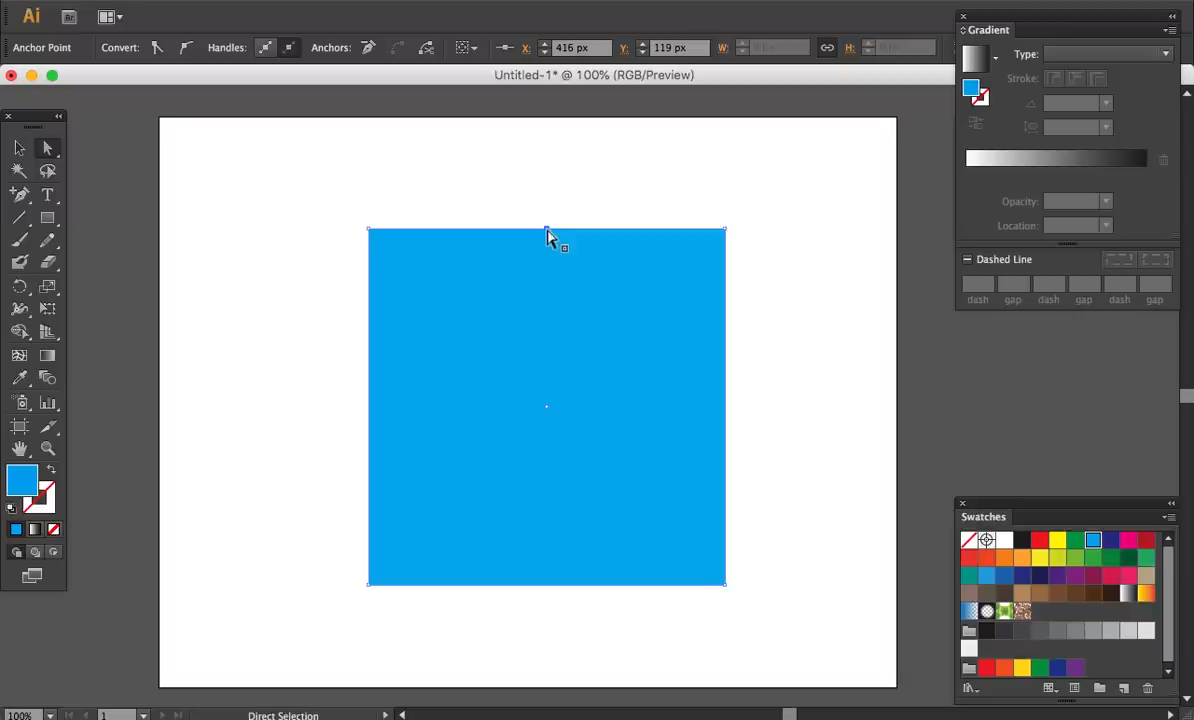 Ai Br
Anchor Point Convert: Handles: Anchors: X: 416 px Y: 119 px W: H:
Untitled-1* @ 100% (RGB/Preview)
Gradient
Type:
Stroke:
Opacity:
Location:
Dashed Line
dash gap dash gap dash gap
T
Swatches
100% 1 Direct Selection